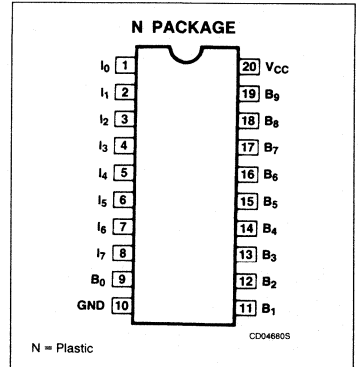 N PACKAGE
I0 1 20 VCC
I1 2 19 B9
I2 3 18 B8
I3 4 17 B7
I4 5 16 B6
I5 6 15 B5
I6 7 14 B4
I7 8 13 B3
B0 9 12 B2
GND 10 11 B1
CD04680S
N = Plastic